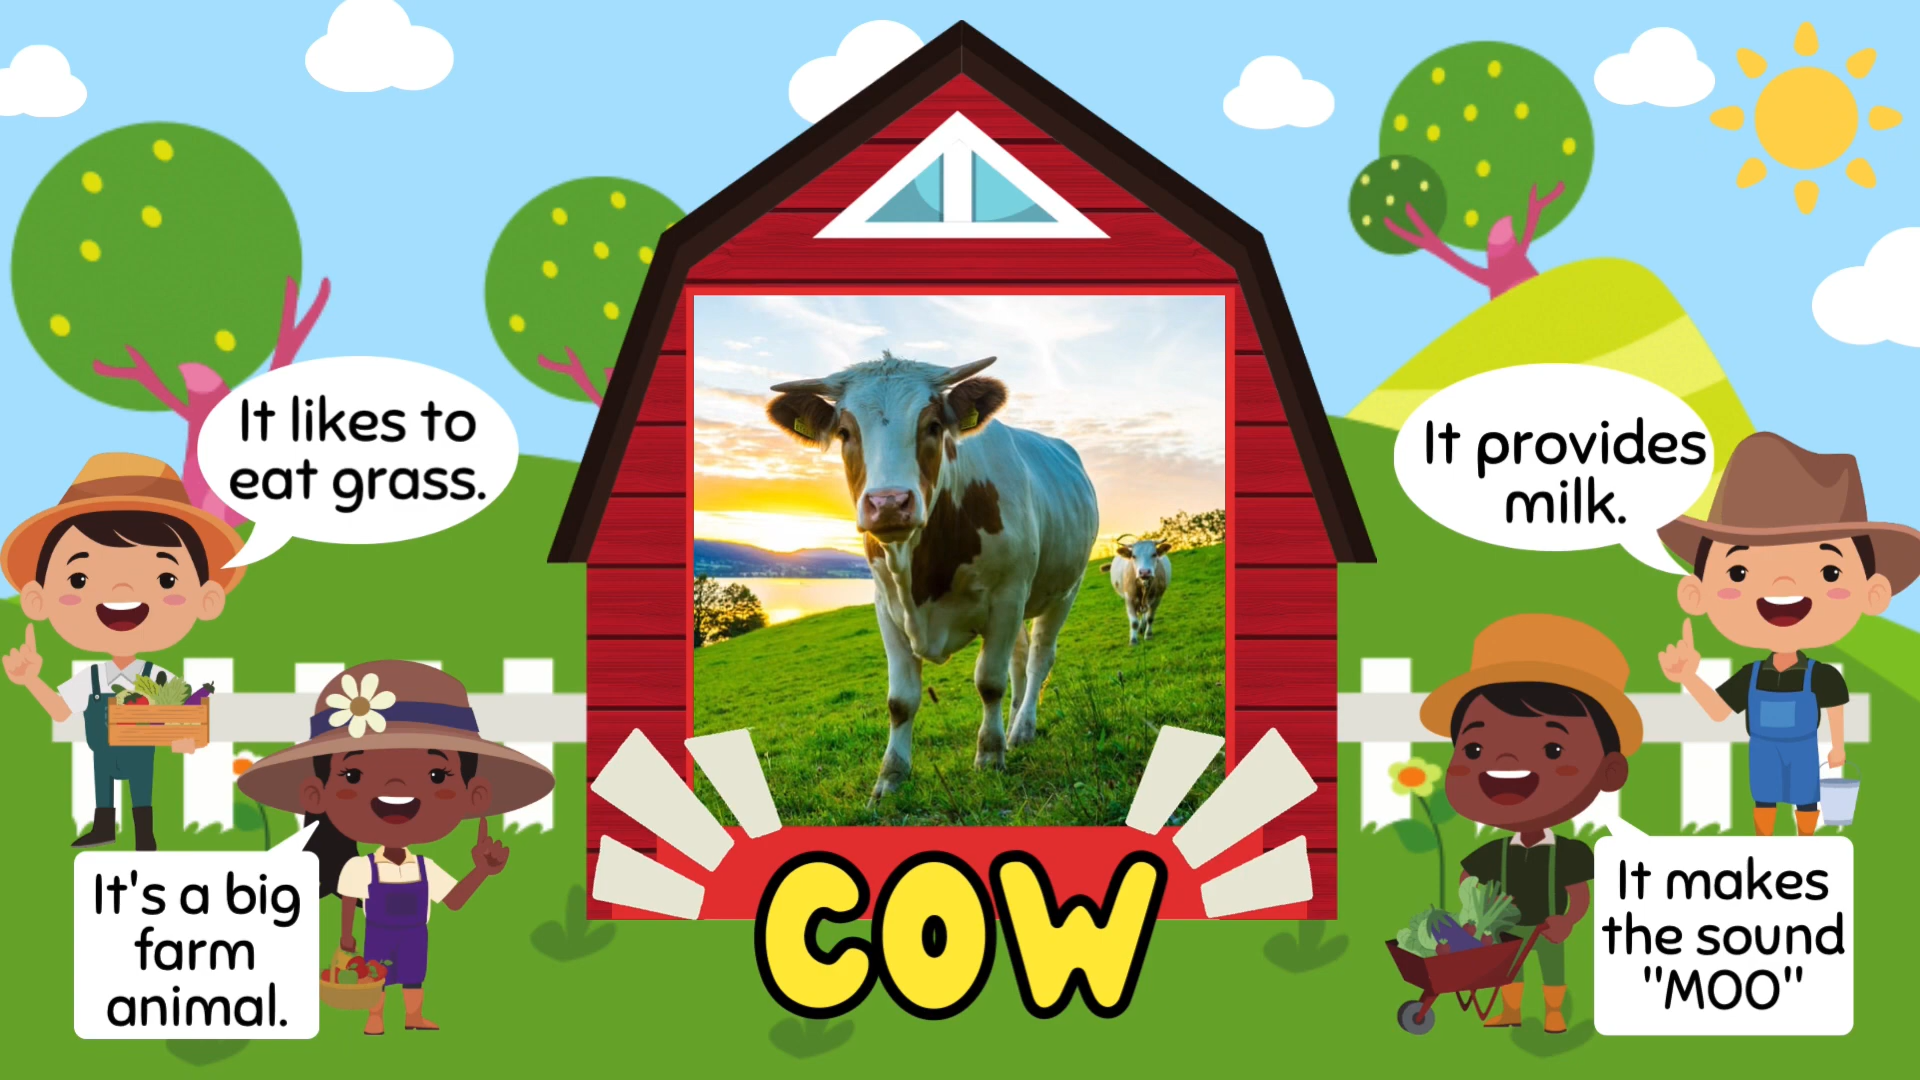 It likes to
eat grass.
It provides
milk.
It's a big
farm
animal.
It makes
the sound
"MOO"
COW